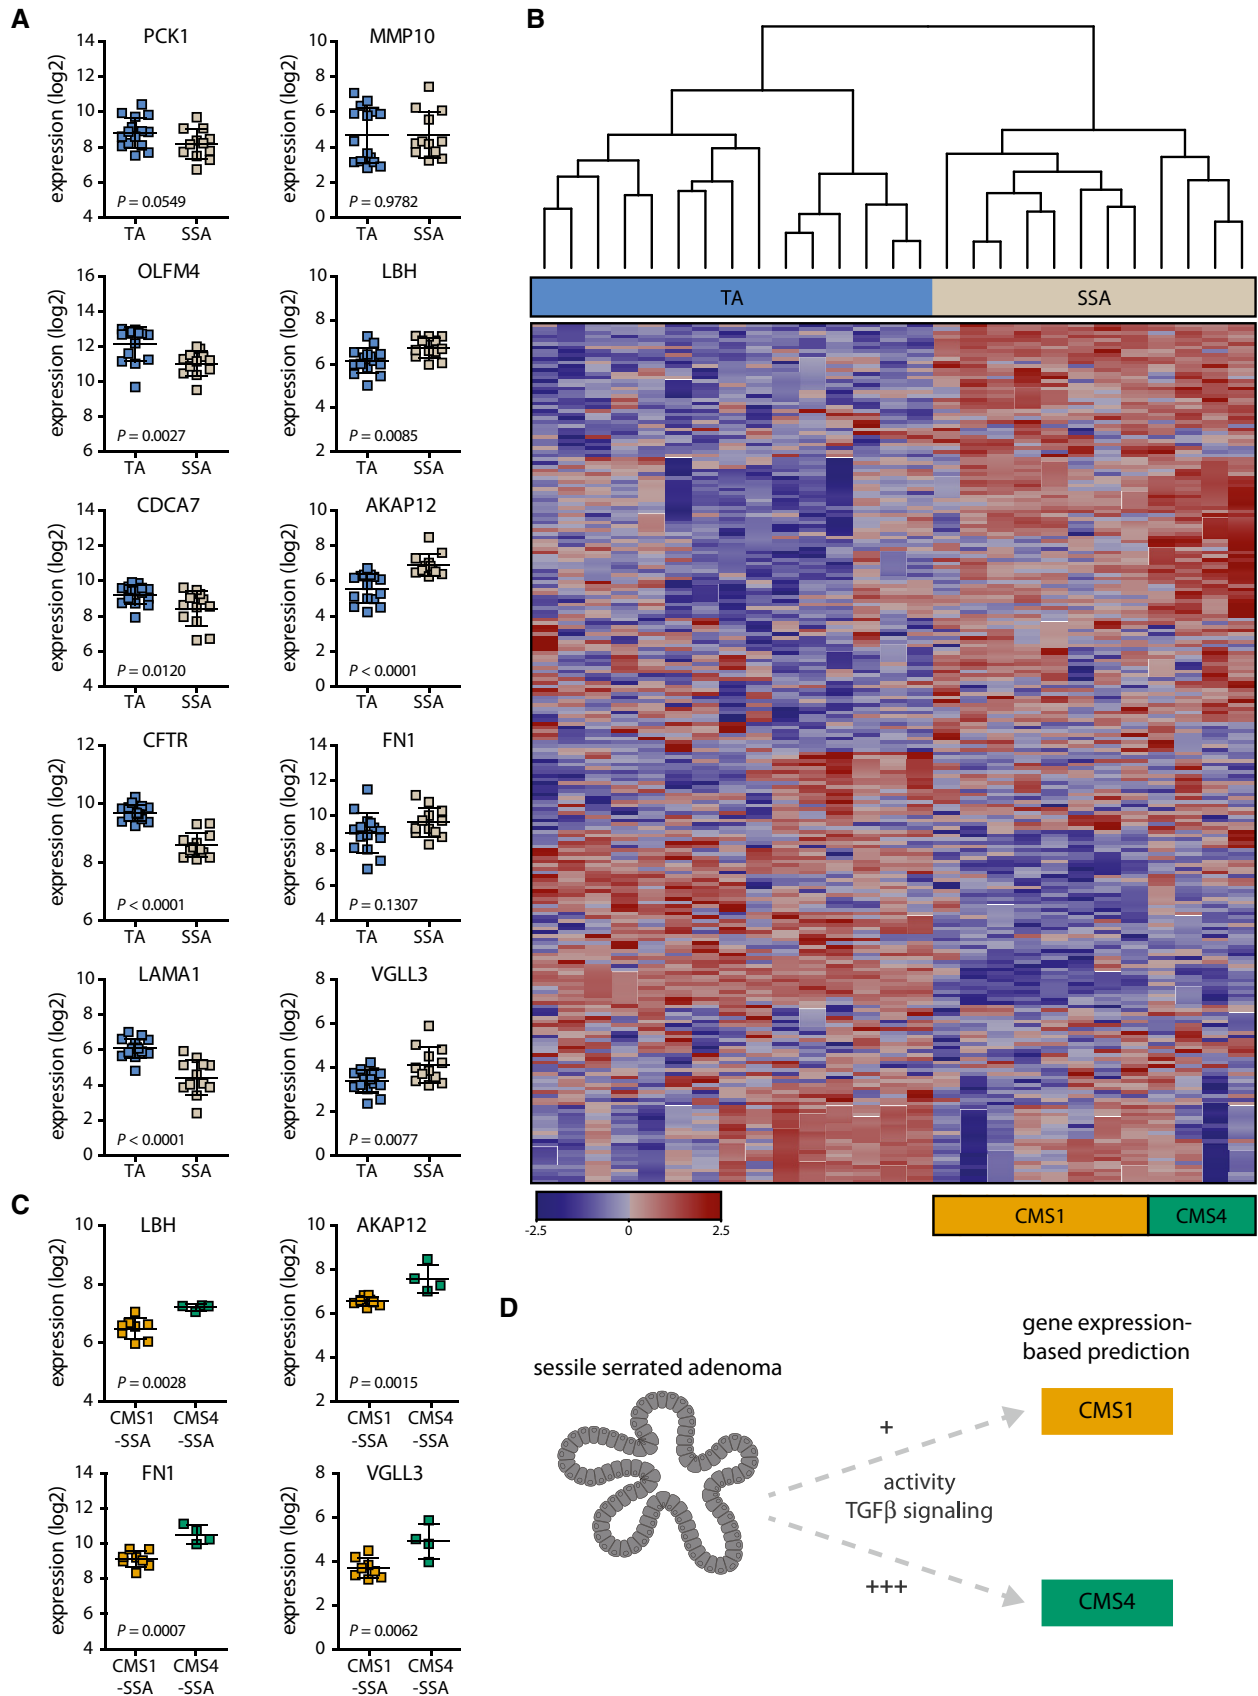 A
PCK1
expression (log2)
14
12
10
8
6
4
P = 0.0549
TA
SSA
MMP10
expression (log2)
10
8
6
4
2
0
P = 0.9782
TA
SSA
OLFM4
expression (log2)
16
14
12
10
8
6
P = 0.0027
TA
SSA
LBH
expression (log2)
10
8
6
4
2
P = 0.0085
TA
SSA
CDCA7
expression (log2)
14
12
10
8
6
4
P = 0.0120
TA
SSA
AKAP12
expression (log2)
10
8
6
4
2
0
P < 0.0001
TA
SSA
CFTR
expression (log2)
12
10
8
6
P < 0.0001
TA
SSA
FN1
expression (log2)
14
12
10
8
6
4
P = 0.1307
TA
SSA
LAMA1
expression (log2)
10
8
6
4
2
0
P < 0.0001
TA
SSA
VGLL3
expression (log2)
8
6
4
2
0
P = 0.0077
TA
SSA
B
TA
SSA
-2.5
0
2.5
CMS1
CMS4
C
LBH
expression (log2)
10
8
6
4
P = 0.0028
CMS1
-SSA
CMS4
-SSA
AKAP12
expression (log2)
10
8
6
4
2
P = 0.0015
CMS1
-SSA
CMS4
-SSA
FN1
expression (log2)
14
12
10
8
6
4
P = 0.0007
CMS1
-SSA
CMS4
-SSA
VGLL3
expression (log2)
8
6
4
2
0
P = 0.0062
CMS1
-SSA
CMS4
-SSA
D
sessile serrated adenoma
gene expression-
based prediction
CMS1
+
activity
TGFβ signaling
+++
CMS4